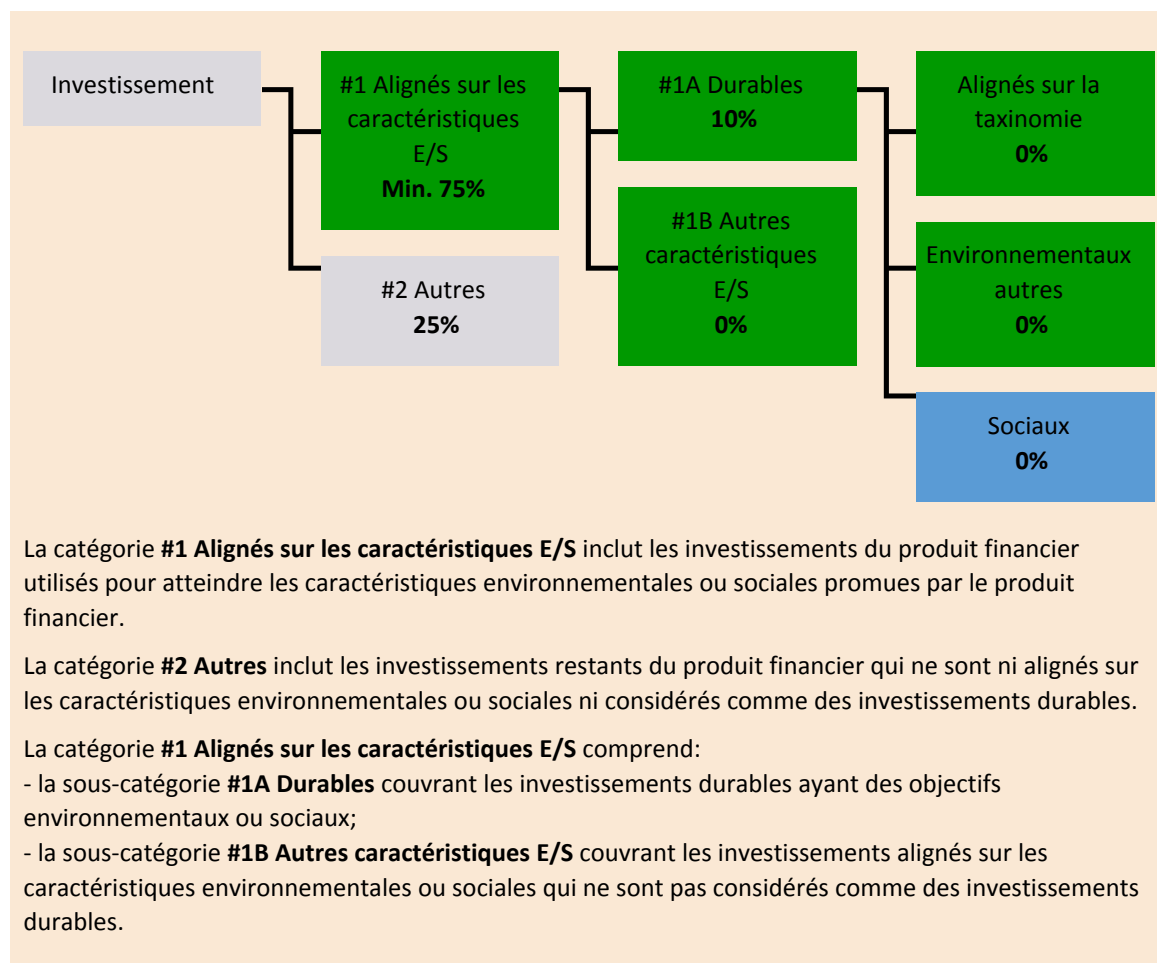 Investissement
#1 Alignés sur les
caractéristiques
E/S
Min. 75%
#2 Autres
25%
#1A Durables
10%
#1B Autres
caractéristiques
E/S
0%
Alignés sur la
taxinomie
0%
Environnementaux
autres
0%
Sociaux
0%
La catégorie #1 Alignés sur les caractéristiques E/S inclut les investissements du produit financier
utilisés pour atteindre les caractéristiques environnementales ou sociales promues par le produit
financier.
La catégorie #2 Autres inclut les investissements restants du produit financier qui ne sont ni alignés sur
les caractéristiques environnementales ou sociales ni considérés comme des investissements durables.
La catégorie #1 Alignés sur les caractéristiques E/S comprend:
- la sous-catégorie #1A Durables couvrant les investissements durables ayant des objectifs
environnementaux ou sociaux;
- la sous-catégorie #1B Autres caractéristiques E/S couvrant les investissements alignés sur les
caractéristiques environnementales ou sociales qui ne sont pas considérés comme des investissements
durables.